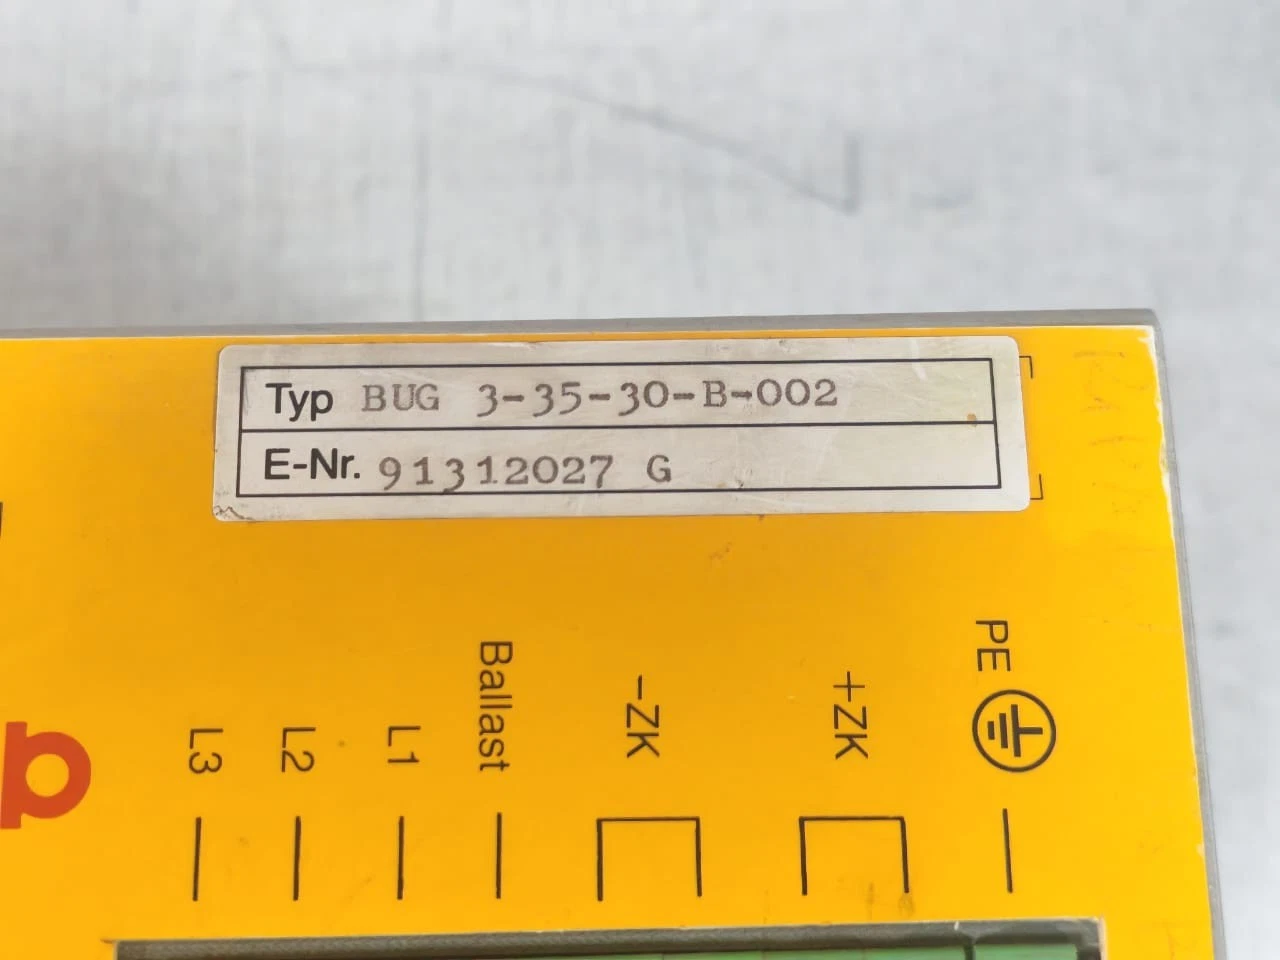 Typ BUG 3-35-30-B-002
E-Nr. 91312027 G
L3
L2
L1
Ballast
-ZK
+ZK
PE